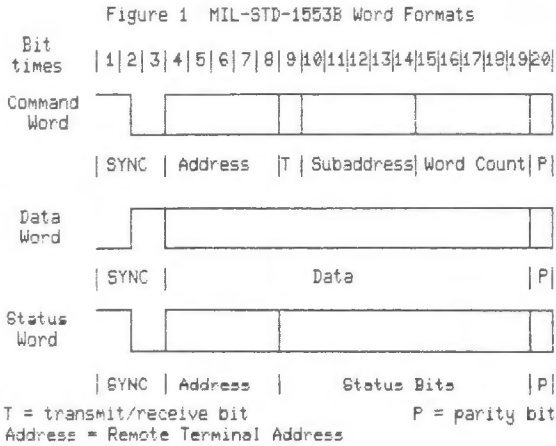 Figure 1 MIL-STD-1553B Word Formats
Bit
times |1|2|3|4|5|6|7|8|9|10|11|12|13|14|15|16|17|18|19|20|
Command
Word
| SYNC | Address |T | Subaddress| Word Count| P|
Data
Word
| SYNC | Data |P|
Status
Word
| SYNC | Address | Status Bits |P|
T = transmit/receive bit P = parity bit
Address = Remote Terminal Address